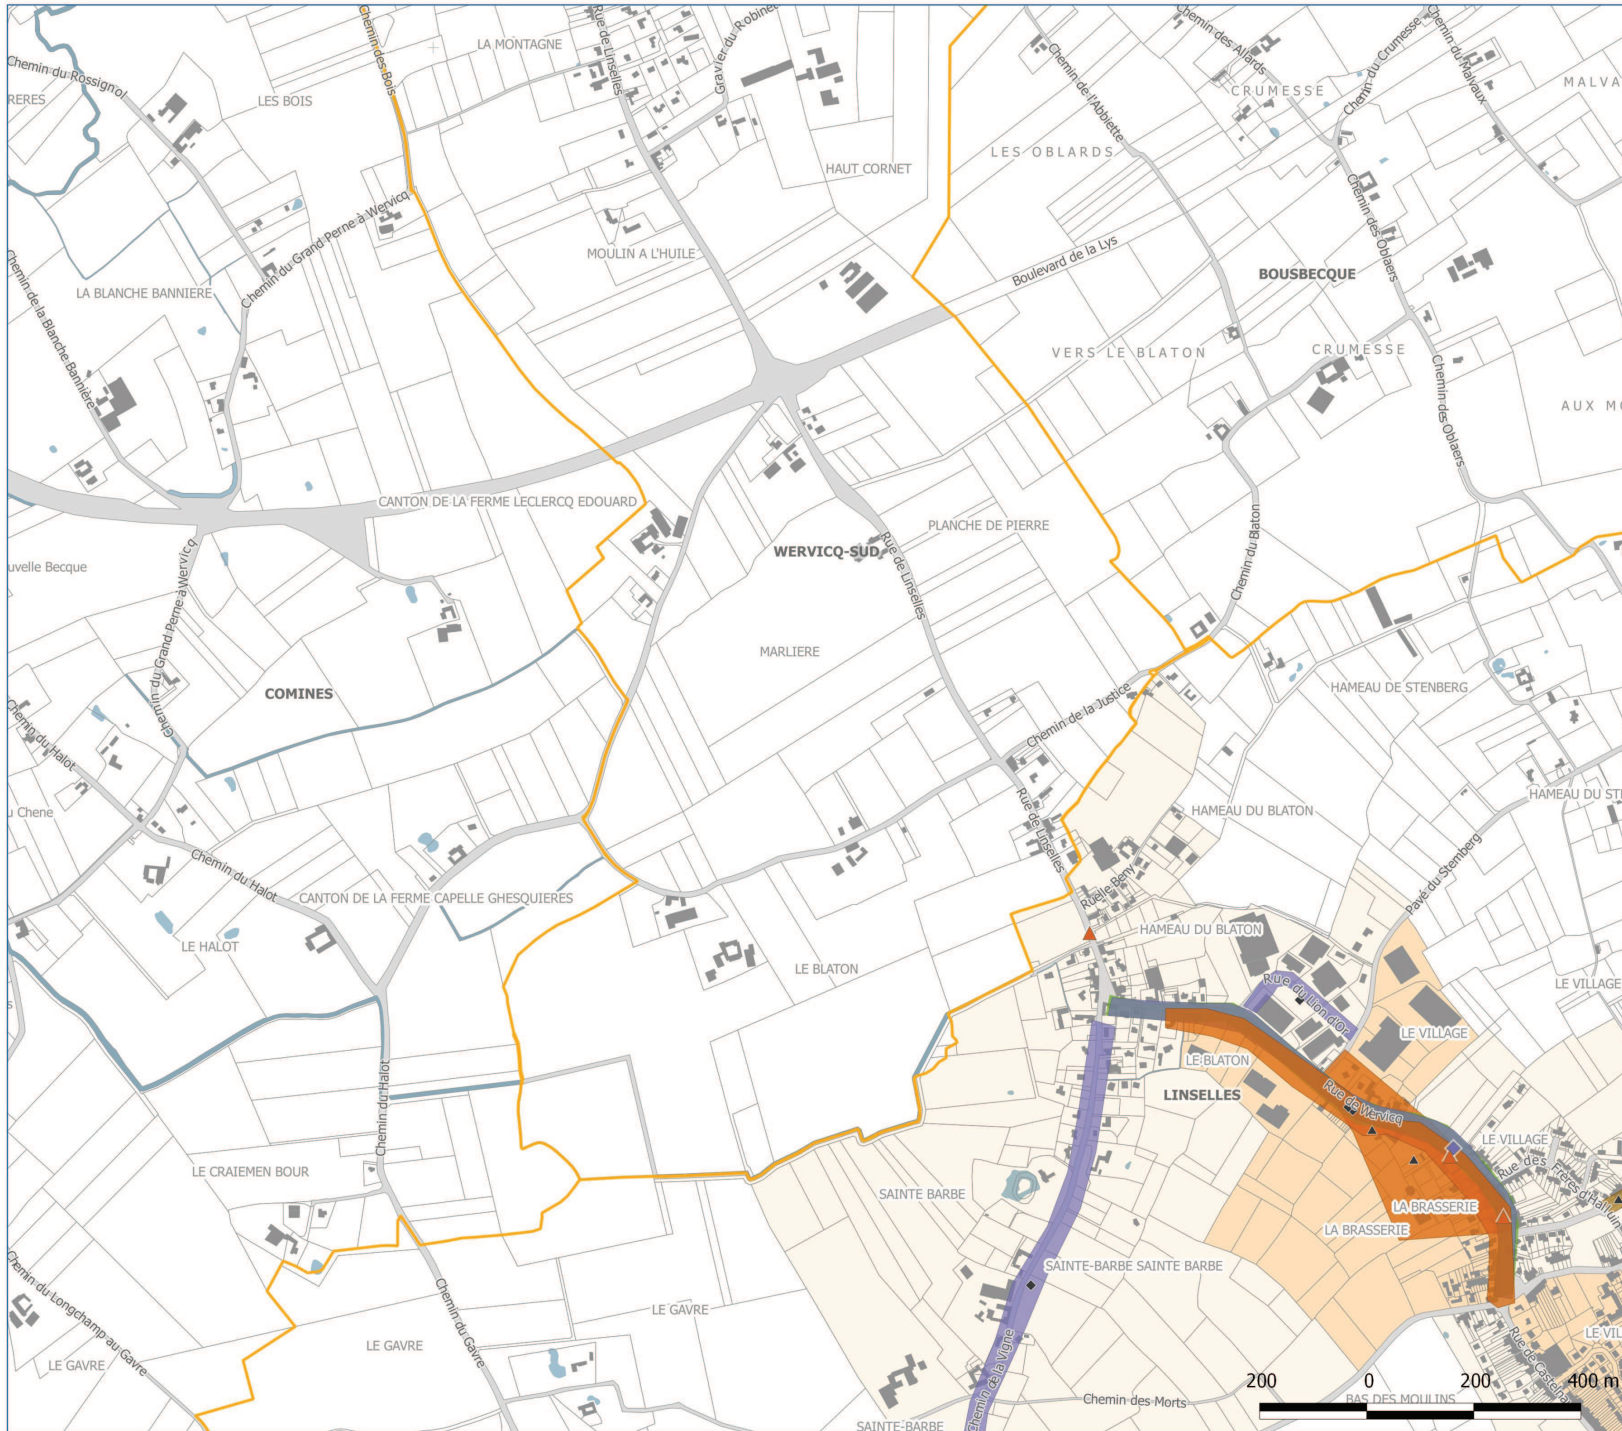 Chemin des Bois
LA MONTAGNE
Rue de Linselles
Gravier du Robinet
Chemin des Allards
Chemin du Crumesse
Chemin du Malvaux
Chemin du Rossignol
RERES
LES BOIS
Chemin de l'Abbiette
CRUMESSE
MALVA
LES OBLARDS
HAUT CORNET
Chemin des Oblaers
Chemin du Grand Perne à Wervicq
MOULIN A L'HUILE
Boulevard de la Lys
BOUSBECQUE
LA BLANCHE BANNIERE
Chemin de la Blanche Bannière
VERS LE BLATON
CRUMESSE
Chemin des Oblaers
AUX MO
CANTON DE LA FERME LECLERCQ EDOUARD
PLANCHE DE PIERRE
WERVICQ-SUD
Rue de Linselles
Chemin du Blaton
uvelle Becque
Chemin du Grand Perne à Wervicq
MARLIERE
COMINES
HAMEAU DE STENBERG
Chemin de la Justice
Chemin du Halot
u Chene
HAMEAU DU STE
HAMEAU DU BLATON
Rue de Linselles
Chemin du Halot
CANTON DE LA FERME CAPELLE GHESQUIERES
Ruelle Beny
Pavé du Stemberg
LE HALOT
HAMEAU DU BLATON
LE BLATON
Rue du Lion d'Or
LE VILLAGE
s
LE VILLAGE
LE BLATON
LINSELLES
Rue de Wervicq
Chemin du Halot
LE VILLAGE
Rue des Frères d'Halluin
LE CRAIEMEN BOUR
SAINTE BARBE
LA BRASSERIE
LA BRASSERIE
SAINTE-BARBE SAINTE BARBE
Chemin du Longchamp au Gavre
Chemin du Gavre
LE GAVRE
LE GAVRE
LE GAVRE
Chemin de la Vigne
LE VIL
Rue de Castelna
200 0 200 400 m
Chemin des Morts
BAS DES MOULINS
SAINTE-BARBE